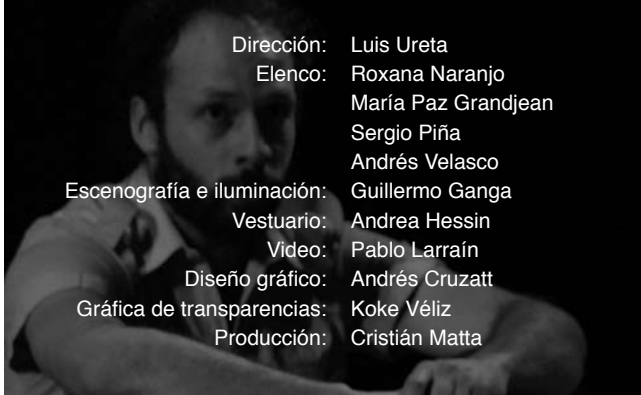 Dirección: Luis Ureta
Elenco: Roxana Naranjo
María Paz Grandjean
Sergio Piña
Andrés Velasco
Escenografía e iluminación: Guillermo Ganga
Vestuario: Andrea Hessin
Video: Pablo Larraín
Diseño gráfico: Andrés Cruzatt
Gráfica de transparencias: Koke Véliz
Producción: Cristián Matta